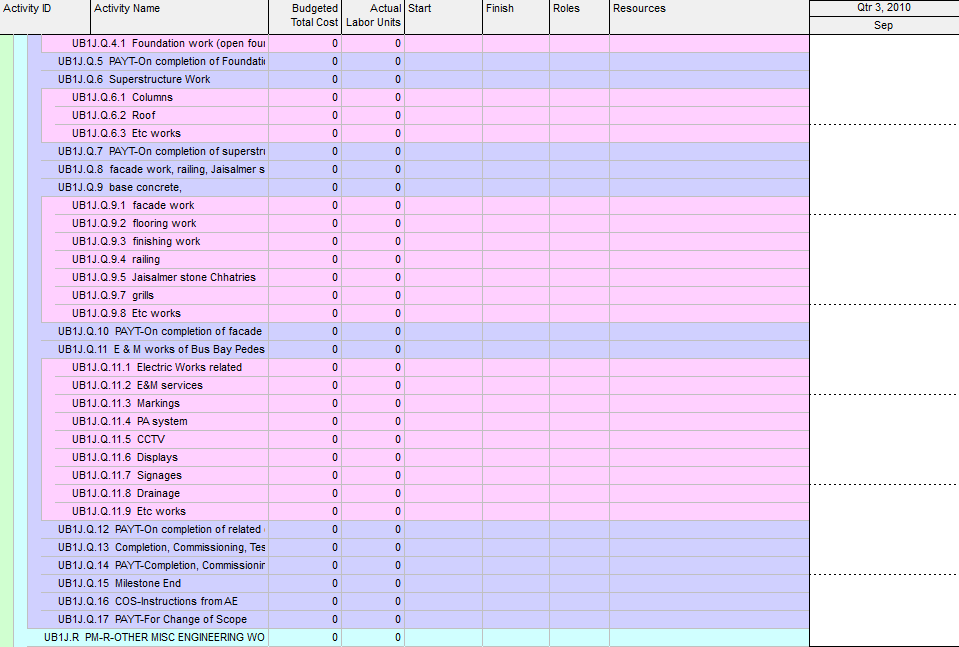 Activity ID Activity Name Budgeted Total Cost Actual Labor Units Start Finish Roles Resources Qtr 3, 2010
Sep
UB1J.Q.4.1 Foundation work (open foun 0 0
UB1J.Q.5 PAYT-On completion of Foundati 0 0
UB1J.Q.6 Superstructure Work 0 0
UB1J.Q.6.1 Columns 0 0
UB1J.Q.6.2 Roof 0 0
UB1J.Q.6.3 Etc works 0 0
UB1J.Q.7 PAYT-On completion of superstru 0 0
UB1J.Q.8 facade work, railing, Jaisalmer s 0 0
UB1J.Q.9 base concrete, 0 0
UB1J.Q.9.1 facade work 0 0
UB1J.Q.9.2 flooring work 0 0
UB1J.Q.9.3 finishing work 0 0
UB1J.Q.9.4 railing 0 0
UB1J.Q.9.5 Jaisalmer stone Chhatries 0 0
UB1J.Q.9.7 grills 0 0
UB1J.Q.9.8 Etc works 0 0
UB1J.Q.10 PAYT-On completion of facade 0 0
UB1J.Q.11 E & M works of Bus Bay Pedes 0 0
UB1J.Q.11.1 Electric Works related 0 0
UB1J.Q.11.2 E&M services 0 0
UB1J.Q.11.3 Markings 0 0
UB1J.Q.11.4 PA system 0 0
UB1J.Q.11.5 CCTV 0 0
UB1J.Q.11.6 Displays 0 0
UB1J.Q.11.7 Signages 0 0
UB1J.Q.11.8 Drainage 0 0
UB1J.Q.11.9 Etc works 0 0
UB1J.Q.12 PAYT-On completion of related 0 0
UB1J.Q.13 Completion, Commissioning, Tes 0 0
UB1J.Q.14 PAYT-Completion, Commissionin 0 0
UB1J.Q.15 Milestone End 0 0
UB1J.Q.16 COS-Instructions from AE 0 0
UB1J.Q.17 PAYT-For Change of Scope 0 0
UB1J.R PM-R-OTHER MISC ENGINEERING WO 0 0